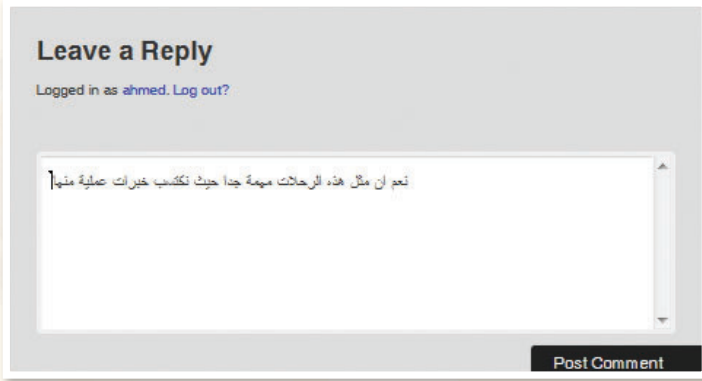 Leave a Reply
Logged in as ahmed. Log out?
نعم ان مثل هذه الرحلات مهمة جدا حيث نكتسب خبرات عملية منها
Post Comment